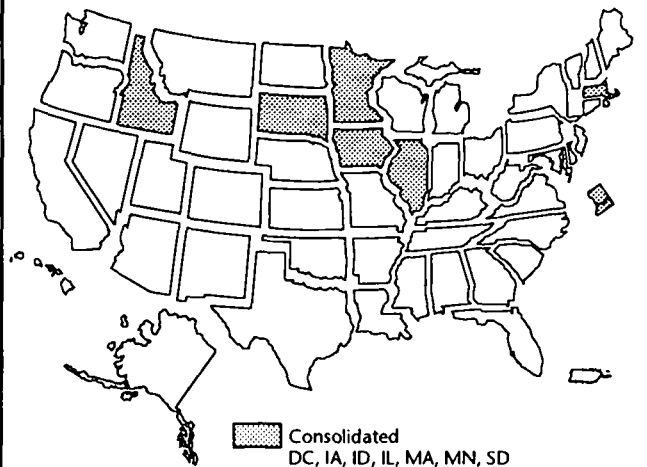 Consolidated
DC, IA, ID, IL, MA, MN, SD